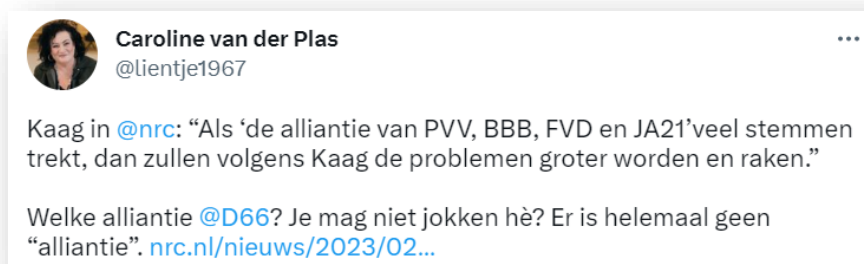 Caroline van der Plas
@lientje1967
Kaag in @nrc: “Als ‘de alliantie van PVV, BBB, FVD en JA21’veel stemmen
trekt, dan zullen volgens Kaag de problemen groter worden en raken.”
Welke alliantie @D66? Je mag niet jokken hè? Er is helemaal geen
“alliantie”. nrc.nl/nieuws/2023/02...